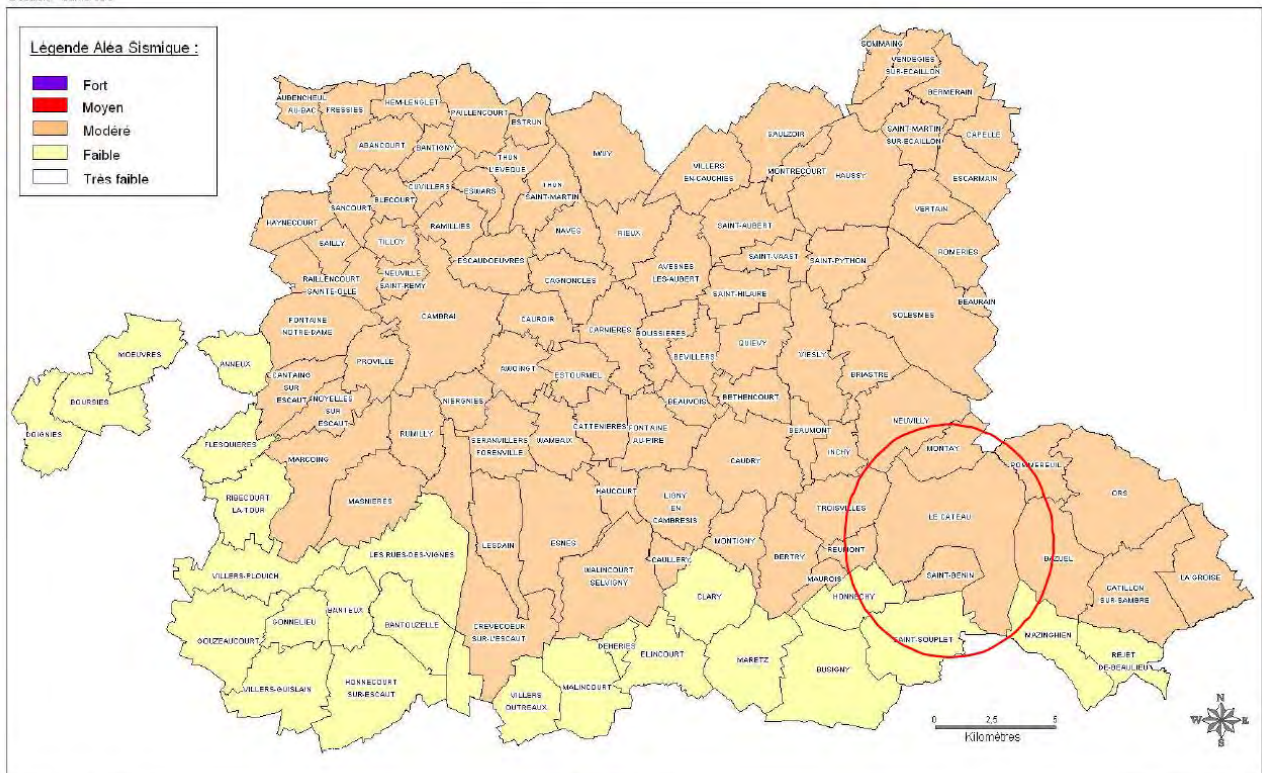 Légende Aléa Sismique :
Fort
Moyen
Modéré
Faible
Très faible
SOMMAING
VENDEGIES
SUR-ECAILLON
BERMERAIN
AUBENCHEUL
AU-BAC
FRESSIES
HEM-LENGLET
PAILLENCOURT
ESTRUN
SAINT-MARTIN
SUR-ECAILLON
CAPELLE
SAULZOIR
ABANCOURT
BANTIGNY
THUN
L'EVEQUE
IWUY
VILLERS
EN-CAUCHIES
MONTRECOURT
HAUSSY
ESCARMAIN
CUVILLERS
ESWARS
THUN
SAINT-MARTIN
BLECOURT
SANCOURT
VERTAIN
HAYNECOURT
RAMILLIES
NAVES
RIEUX
SAINT-AUBERT
SAILLY
TILLOY
ROMERIES
SAINT-VAAST
SAINT-PYTHON
ESCAUDOEUVRES
AVESNES
LES-AUBERT
RAILLENCOURT
SAINTE-OLLE
NEUVILLE
SAINT-REMY
CAGNONCLES
SAINT-HILAIRE
BEAURAIN
SOLESMES
CAMBRAI
CAUROIR
CARNIERES
BOUSSIERES
FONTAINE
NOTRE-DAME
QUIEVY
VIESLY
MOEUVRES
BEVILLERS
ANNEUX
PROVILLE
AWOINGT
ESTOURMEL
BRIASTRE
CANTAING
SUR
ESCAUT
BOURSIES
NOYELLES
SUR
ESCAUT
NIERGNIES
BEAUVOIS
BETHENCOURT
DOIGNIES
NEUVILLY
CATTENIERES
FONTAINE
AU-PIRE
BEAUMONT
FLESQUIERES
RUMILLY
SERANVILLERS
FORENVILLE
WAMBAIX
INCHY
MONTAY
MARCOING
CAUDRY
POMMEREUIL
HAUCOURT
ORS
RIBECOURT
LA-TOUR
MASNIERES
LIGNY
EN
CAMBRESIS
TROISVILLES
MONTIGNY
LE CATEAU
LESDAIN
ESNES
REUMONT
LES RUES-DES-VIGNES
BERTRY
CAULLERY
BAZUEL
WALINCOURT
SELVIGNY
LA-GROISE
VILLERS-PLOUICH
MAUROIS
SAINT-BENIN
CATILLON
SUR-SAMBRE
CLARY
HONNECHY
BANTEUX
BANTOUZELLE
GONNELIEU
CREVECOEUR
SUR-L'ESCAUT
GOUZEAUCOURT
SAINT-SOUPLET
MAZINGHIEN
DEHERIES
ELINCOURT
REJET
DE-BEAULIEU
MARETZ
BUSIGNY
HONNECOURT
SUR-ESCAUT
VILLERS-GUISLAIN
MALINCOURT
VILLERS
OUTREAUX
N
W E
S
0 2,5 5
Kilomètres